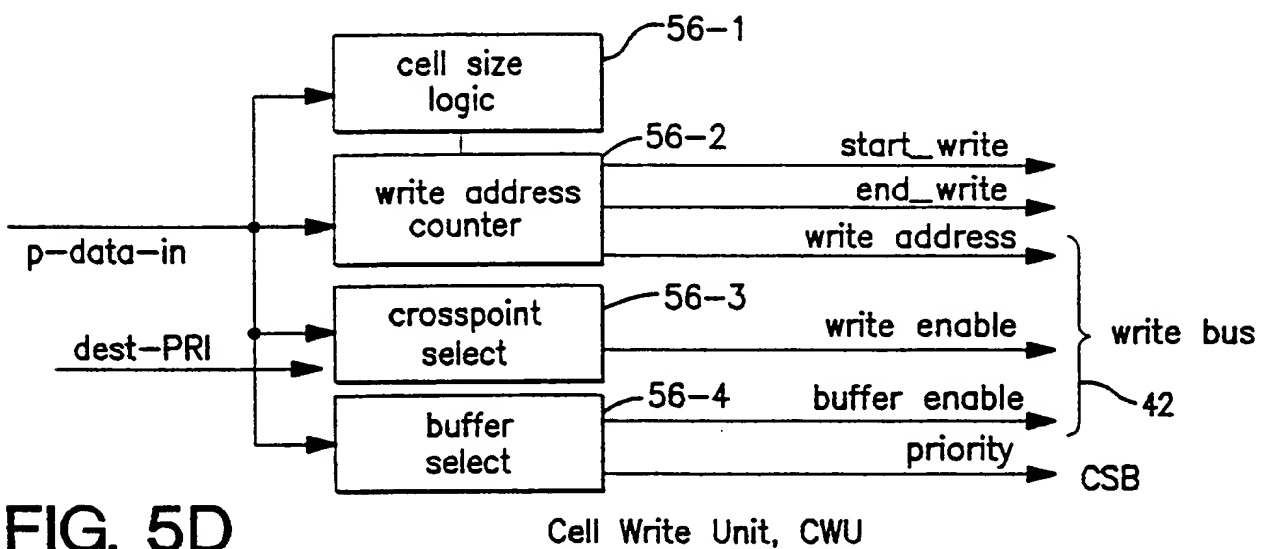 56-1
cell size
logic
56-2
start_write
write address
counter
end_write
write address
p-data-in
56-3
crosspoint
select
write enable
write bus
dest-PRI
56-4
buffer enable
42
buffer
select
priority
CSB
FIG. 5D
Cell Write Unit, CWU